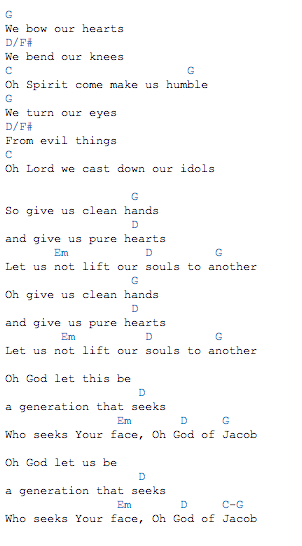 G
We bow our hearts
D/F#
We bend our knees
C                          G
Oh Spirit come make us humble
G
We turn our eyes
D/F#
From evil things
C
Oh Lord we cast down our idols

                  G
So give us clean hands
                  D
and give us pure hearts
       Em           D         G
Let us not lift our souls to another
                  G
Oh give us clean hands
                  D
and give us pure hearts
        Em          D         G
Let us not lift our souls to another

Oh God let this be
                   D
a generation that seeks
                Em       D     G
Who seeks Your face, Oh God of Jacob

Oh God let us be
                   D
a generation that seeks
                Em       D     C-G
Who seeks Your face, Oh God of Jacob